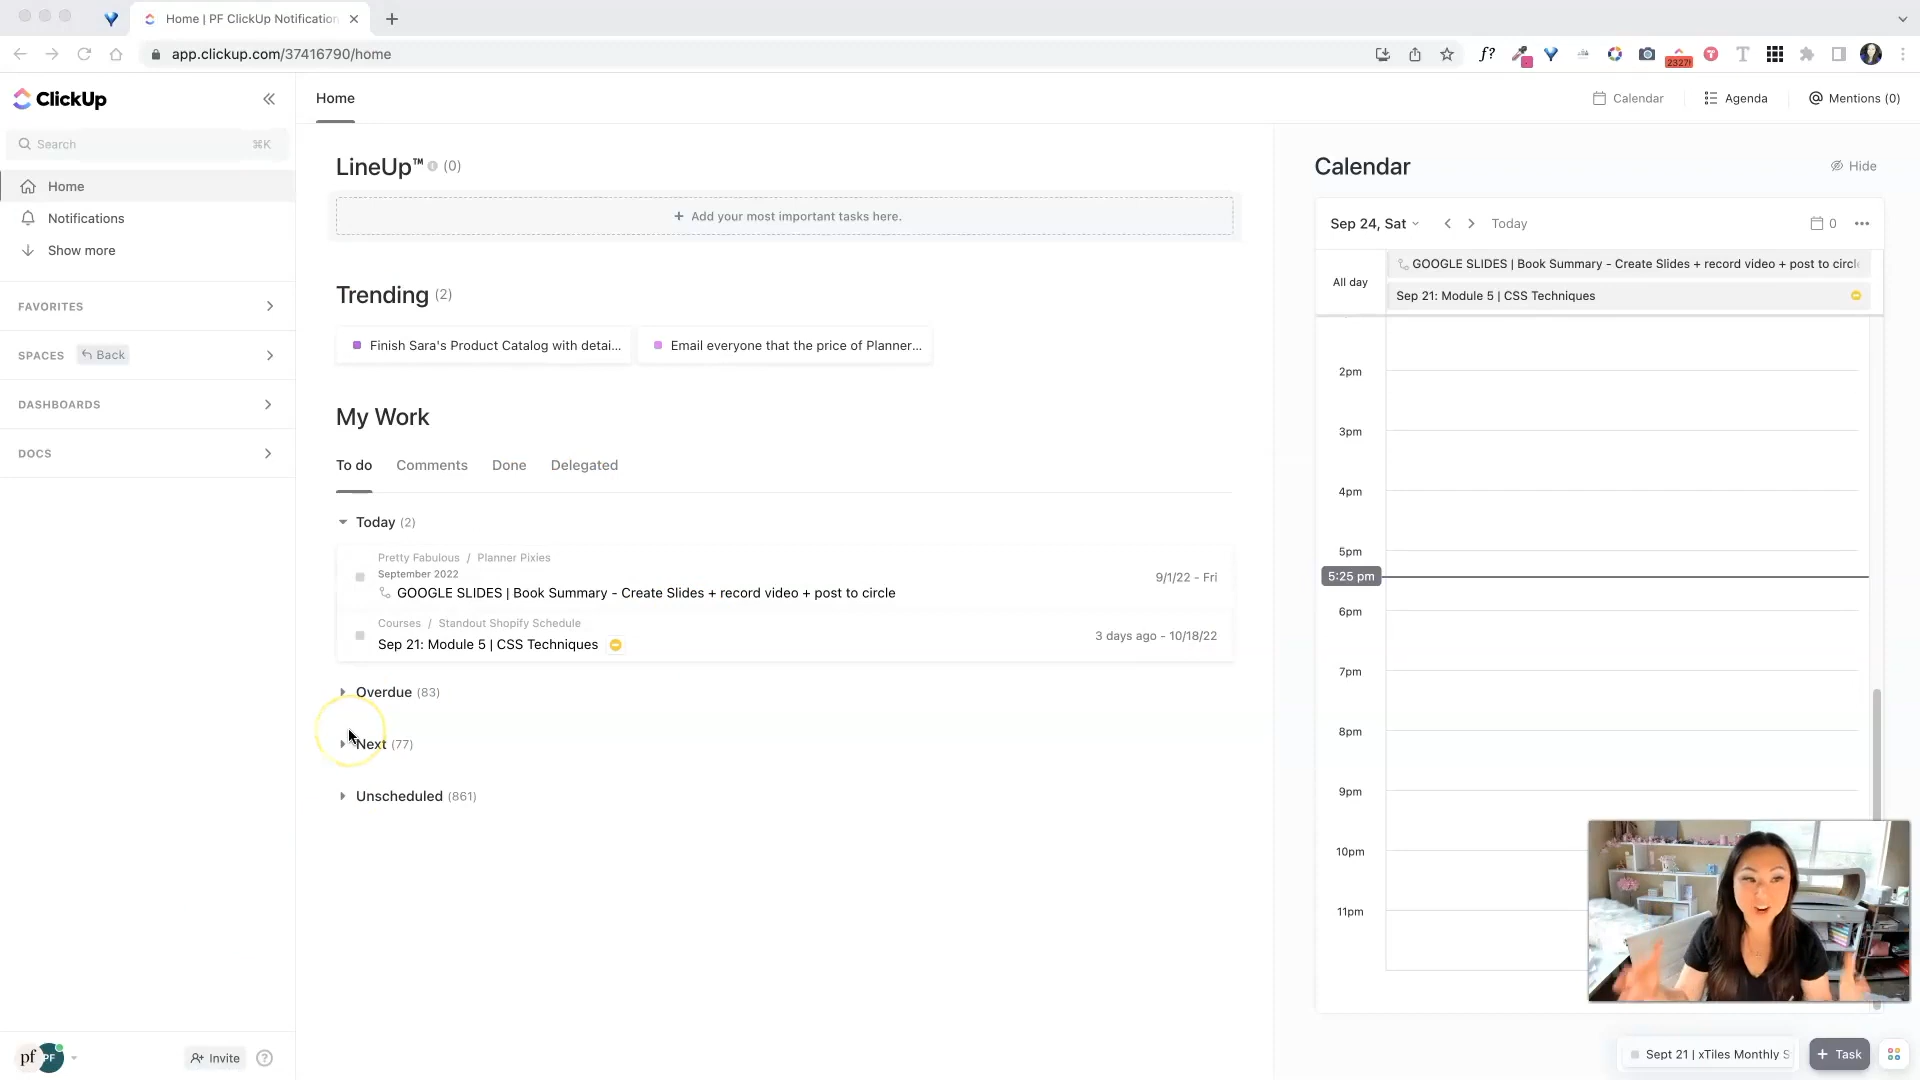 Home | PF ClickUp Notification
app.clickup.com/37416790/home
f?
2327!
ClickUp
Search
⌘K
Home
Notifications
Show more
FAVORITES
SPACES
Back
DASHBOARDS
DOCS
pf
PF
Invite
Home
Calendar
Agenda
Mentions (0)
LineUp™ (0)
+ Add your most important tasks here.
Trending (2)
Finish Sara's Product Catalog with detai...
Email everyone that the price of Planner...
My Work
To do
Comments
Done
Delegated
Today (2)
Pretty Fabulous / Planner Pixies
September 2022
GOOGLE SLIDES | Book Summary - Create Slides + record video + post to circle
9/1/22 - Fri
Courses / Standout Shopify Schedule
Sep 21: Module 5 | CSS Techniques
3 days ago - 10/18/22
Overdue (83)
Next (77)
Unscheduled (861)
Calendar
Hide
Sep 24, Sat
Today
0
All day
GOOGLE SLIDES | Book Summary - Create Slides + record video + post to circl
Sep 21: Module 5 | CSS Techniques
2pm
3pm
4pm
5pm
5:25 pm
6pm
7pm
8pm
9pm
10pm
11pm
Sept 21 | xTiles Monthly S
+ Task